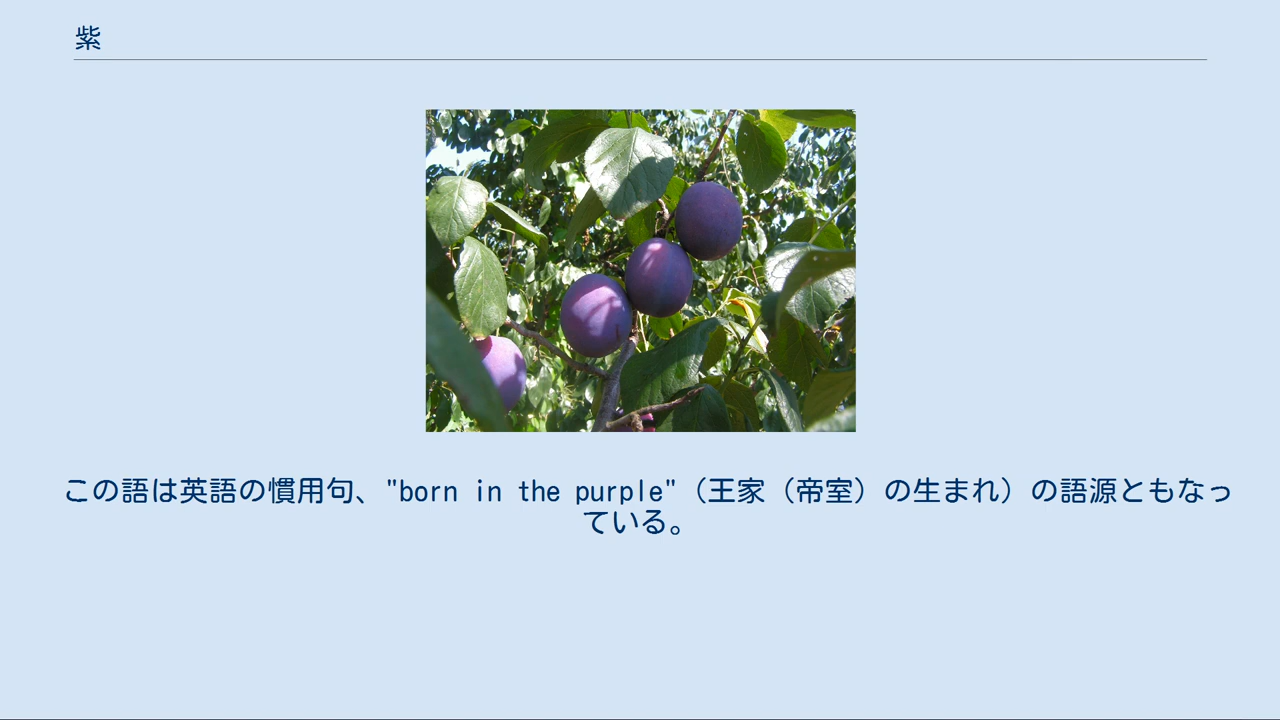 紫
この語は英語の慣用句、"born in the purple"（王家（帝室）の生まれ）の語源ともなっ
ている。